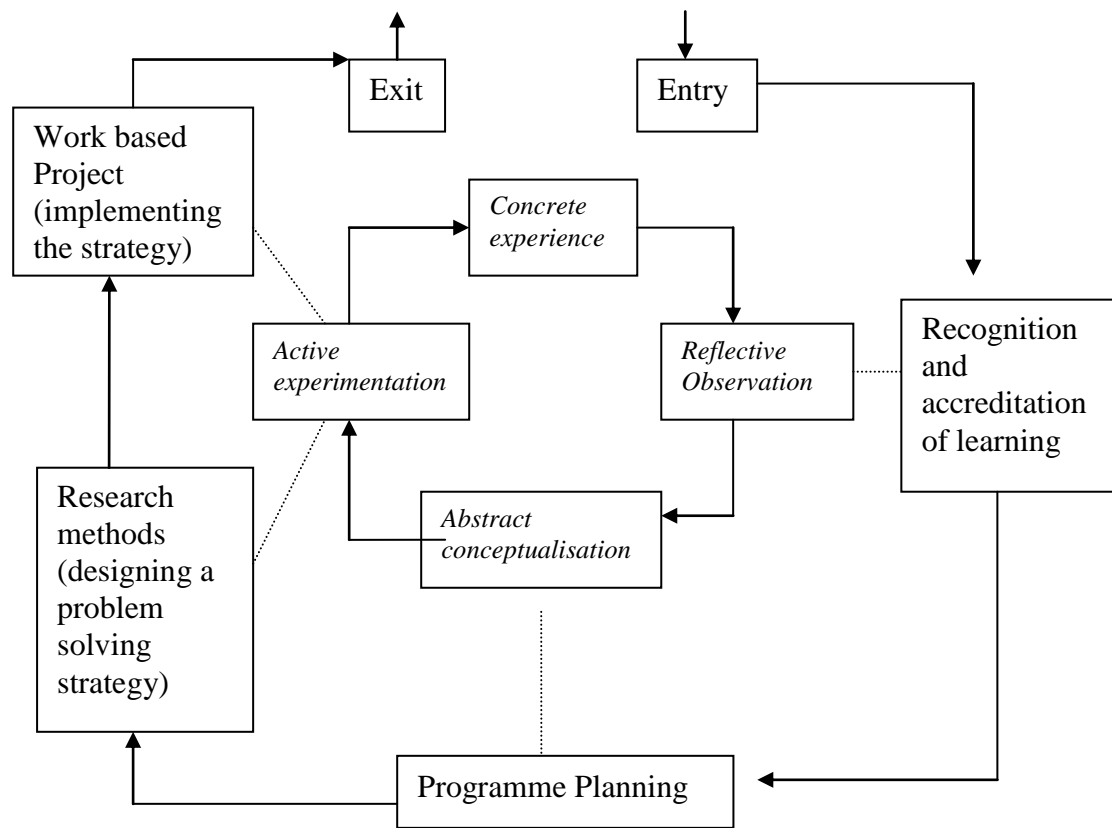 Exit
Entry
Work based
Project
(implementing
the strategy)
Concrete
experience
Active
experimentation
Reflective
Observation
Recognition
and
accreditation
of learning
Research
methods
(designing a
problem
solving
strategy)
Abstract
conceptualisation
Programme Planning